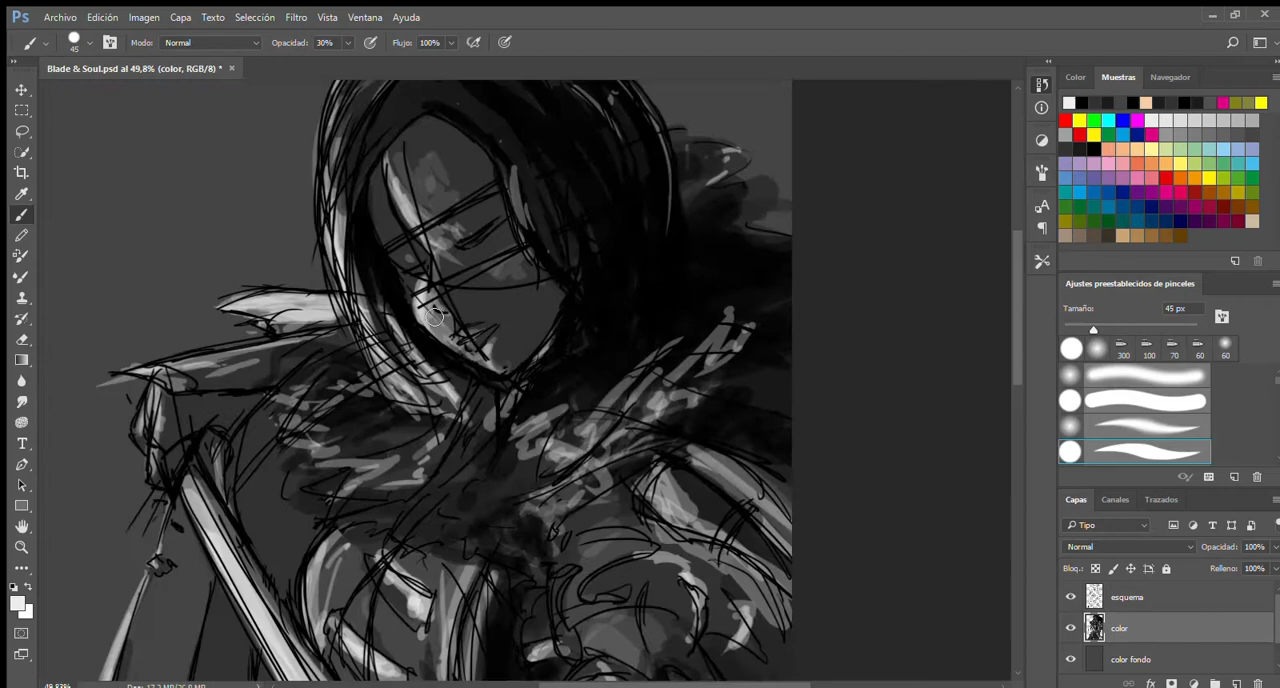 Ps Archivo Edición Imagen Capa Texto Selección Filtro Vista Ventana Ayuda
45 Modo: Normal Opacidad: 30% Flujo: 100%
Blade & Soul.psd al 49,8% (color, RGB/8) * ×
Color Muestras Navegador
Ajustes preestablecidos de pinceles
Tamaño: 45 px
300 100 70 60 60
Capas Canales Trazados
Tipo
Normal Opacidad: 100%
Bloq.: Relleno: 100%
esquema
color
color fondo
fx